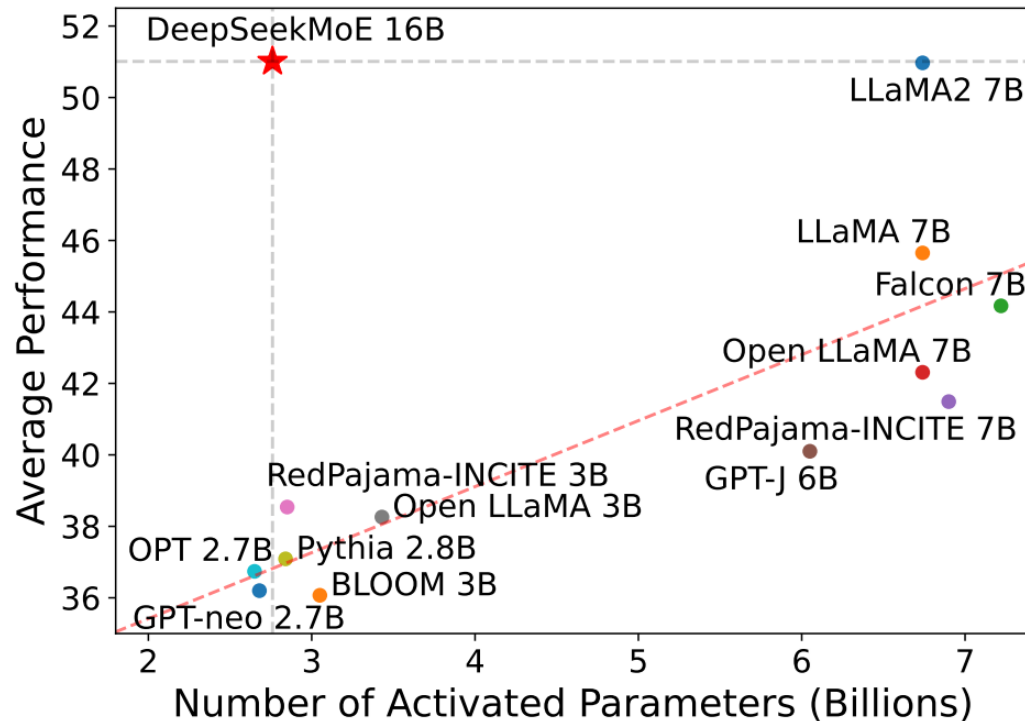 52
DeepSeekMoE 16B
50
LLaMA2 7B
48
46
LLaMA 7B
Falcon 7B
44
Open LLaMA 7B
42
RedPajama-INCITE 7B
40
GPT-J 6B
RedPajama-INCITE 3B
Open LLaMA 3B
38
OPT 2.7B
Pythia 2.8B
BLOOM 3B
36
GPT-neo 2.7B
Average Performance
2 3 4 5 6 7
Number of Activated Parameters (Billions)